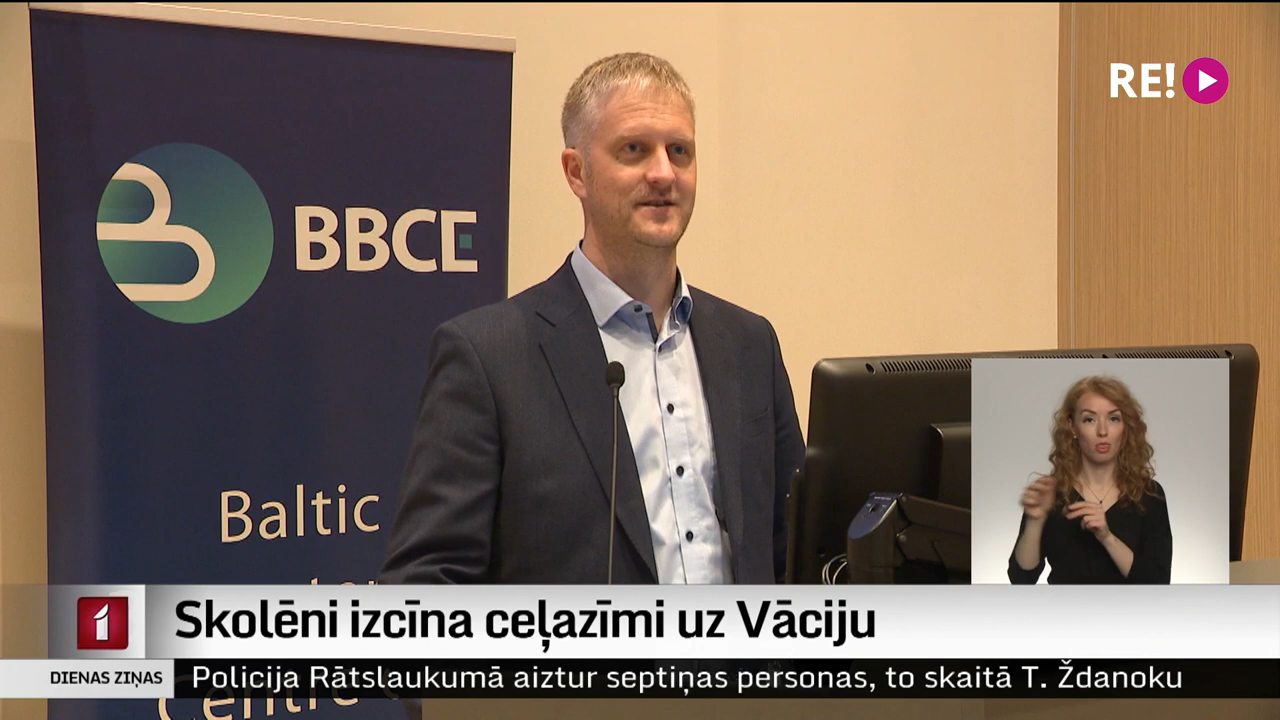 RE!
BBCE
Baltic
Centre
1
Skolēni izcīna ceļazīmi uz Vāciju
DIENAS ZIŅAS
Policija Rātslaukumā aiztur septiņas personas, to skaitā T. Ždanoku